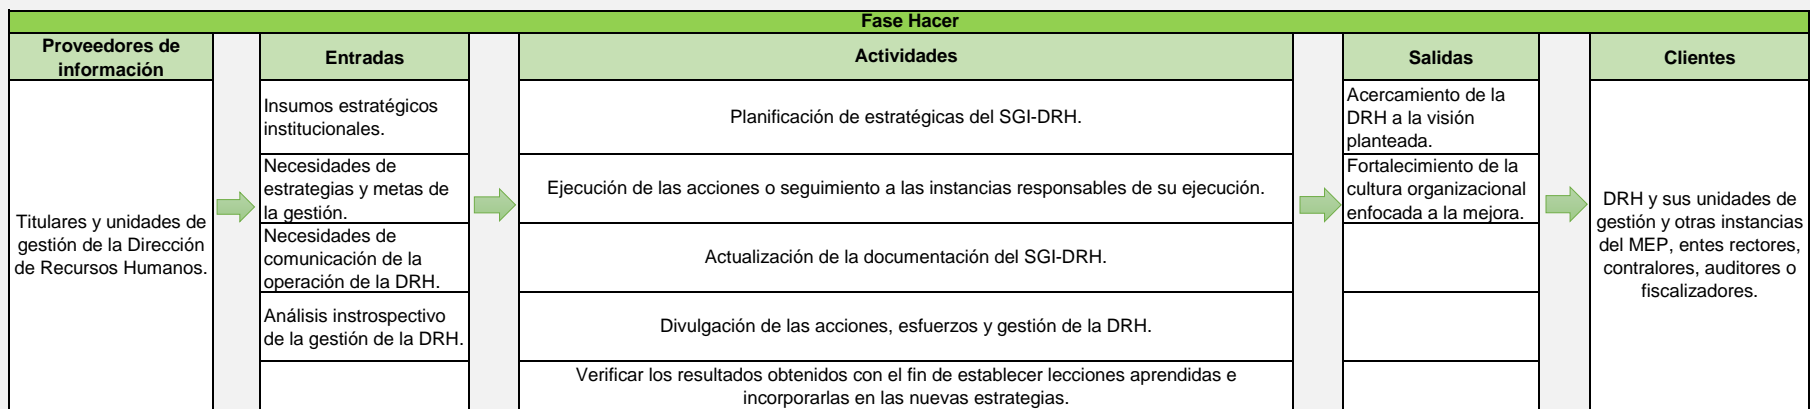 Fase Hacer
Proveedores de
información
Entradas
Actividades
Salidas
Clientes
Titulares y unidades de
gestión de la Dirección
de Recursos Humanos.
Insumos estratégicos
institucionales.
Necesidades de
estrategias y metas de
la gestión.
Necesidades de
comunicación de la
operación de la DRH.
Análisis instrospectivo
de la gestión de la DRH.
Planificación de estratégicas del SGI-DRH.
Ejecución de las acciones o seguimiento a las instancias responsables de su ejecución.
Actualización de la documentación del SGI-DRH.
Divulgación de las acciones, esfuerzos y gestión de la DRH.
Verificar los resultados obtenidos con el fin de establecer lecciones aprendidas e
incorporarlas en las nuevas estrategias.
Acercamiento de la
DRH a la visión
planteada.
Fortalecimiento de la
cultura organizacional
enfocada a la mejora.
DRH y sus unidades de
gestión y otras instancias
del MEP, entes rectores,
contralores, auditores o
fiscalizadores.